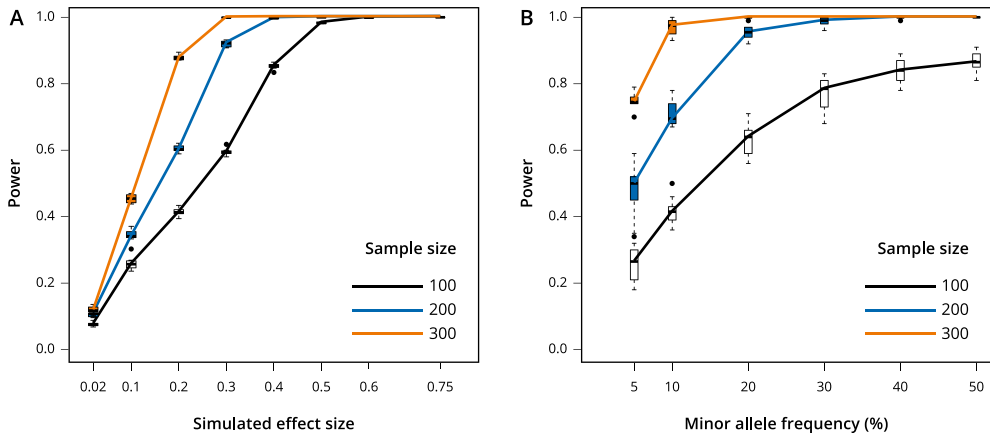 A
Power
1.0
0.8
0.6
0.4
0.2
0.0
Sample size
100
200
300
0.02 0.1 0.2 0.3 0.4 0.5 0.6 0.75
Simulated effect size
B
Power
1.0
0.8
0.6
0.4
0.2
0.0
Sample size
100
200
300
5 10 20 30 40 50
Minor allele frequency (%)